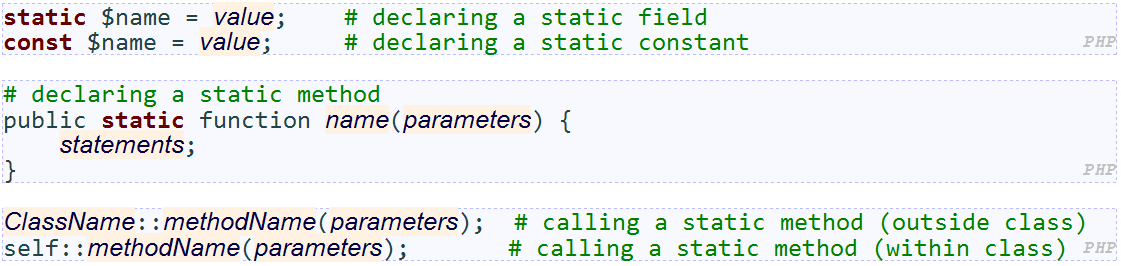 static $name = value;    # declaring a static field
const $name = value;     # declaring a static constant
PHP
# declaring a static method
public static function name(parameters) {
    statements;
}
PHP
ClassName::methodName(parameters);  # calling a static method (outside class)
self::methodName(parameters);       # calling a static method (within class)
PHP